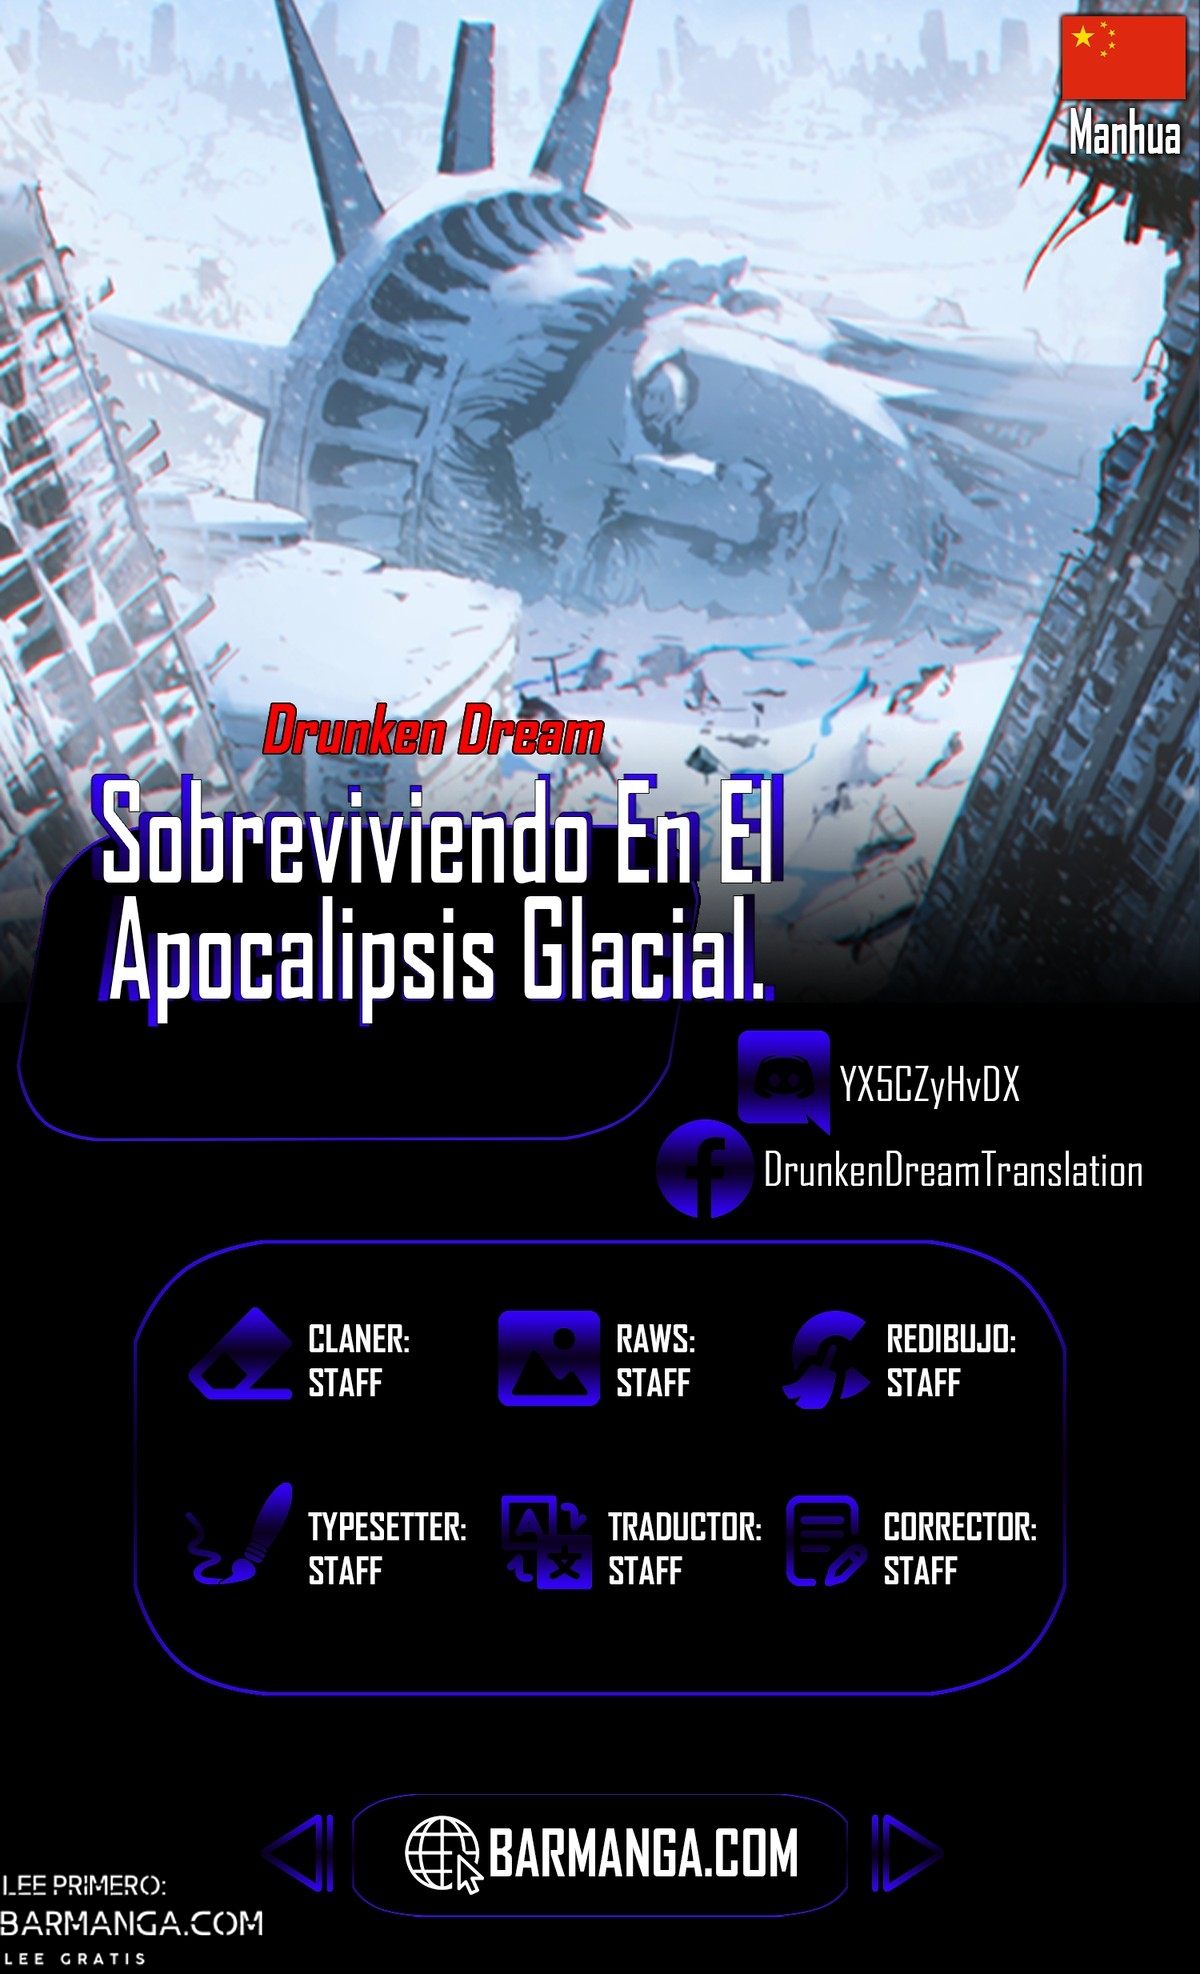 Manhua
Drunken Dream
Sobreviviendo En El
Apocalipsis Glacial.
YX5CZyHvDX
DrunkenDreamTranslation
CLANER:
STAFF
RAWS:
STAFF
REDIBUJO:
STAFF
TYPESETTER:
STAFF
TRADUCTOR:
STAFF
CORRECTOR:
STAFF
BARMANGA.COM
LEE PRIMERO:
BARMANGA.COM
LEE GRATIS